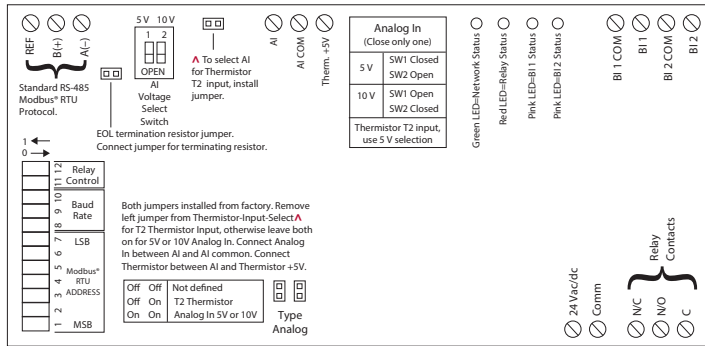 REF
B(+)
A(−)
Standard RS-485
Modbus® RTU
Protocol.
5 V 10 V
1 2
OPEN
AI
Voltage
Select
Switch
^ To select AI
for Thermistor
T2 input, install
jumper.
EOL termination resistor jumper.
Connect jumper for terminating resistor.
AI
AI COM
Therm. +5V
Analog In
(Close only one)
5 V
SW1 Closed
SW2 Open
10 V
SW1 Open
SW2 Closed
Thermistor T2 input,
use 5 V selection
Green LED=Network Status
Red LED=Relay Status
Pink LED=BI 1 Status
Pink LED=BI 2 Status
BI 1 COM
BI 1
BI 2 COM
BI 2
1
0
12
11
10
9
8
7
6
5
4
3
2
1
Relay
Control
Baud
Rate
LSB
Modbus®
RTU
ADDRESS
MSB
Both jumpers installed from factory. Remove
left jumper from Thermistor-Input-Select^
for T2 Thermistor Input, otherwise leave both
on for 5V or 10V Analog In. Connect Analog
In between AI and AI common. Connect
Thermistor between AI and Thermistor +5V.
Off Off Not defined
Off On T2 Thermistor
On On Analog In 5V or 10V
Type
Analog
24 Vac/dc
Comm
Relay
Contacts
N/C
N/O
C